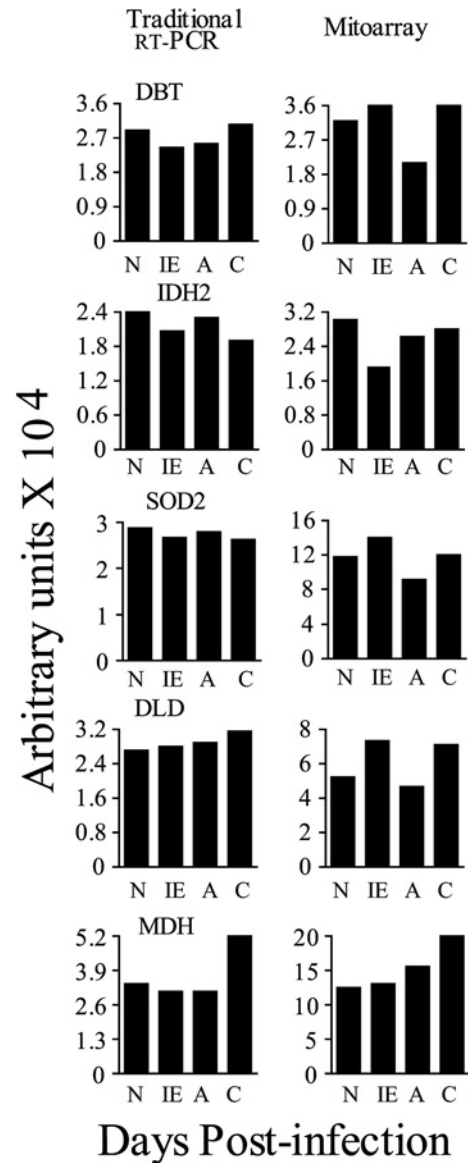 Traditional
RT-PCR
Mitoarray
DBT
3.6
2.7
1.8
0.9
0
N IE A C
3.6
2.7
1.8
0.9
0
N IE A C
IDH2
2.4
1.8
1.2
0.6
0
N IE A C
3.2
2.4
1.6
0.8
0
N IE A C
SOD2
3
2
1
0
N IE A C
16
12
8
4
0
N IE A C
DLD
3.2
2.4
1.6
0.8
0
N IE A C
8
6
4
2
0
N IE A C
MDH
5.2
3.9
2.6
1.3
0
N IE A C
20
15
10
5
0
N IE A C
Arbitrary units X 10 4
Days Post-infection